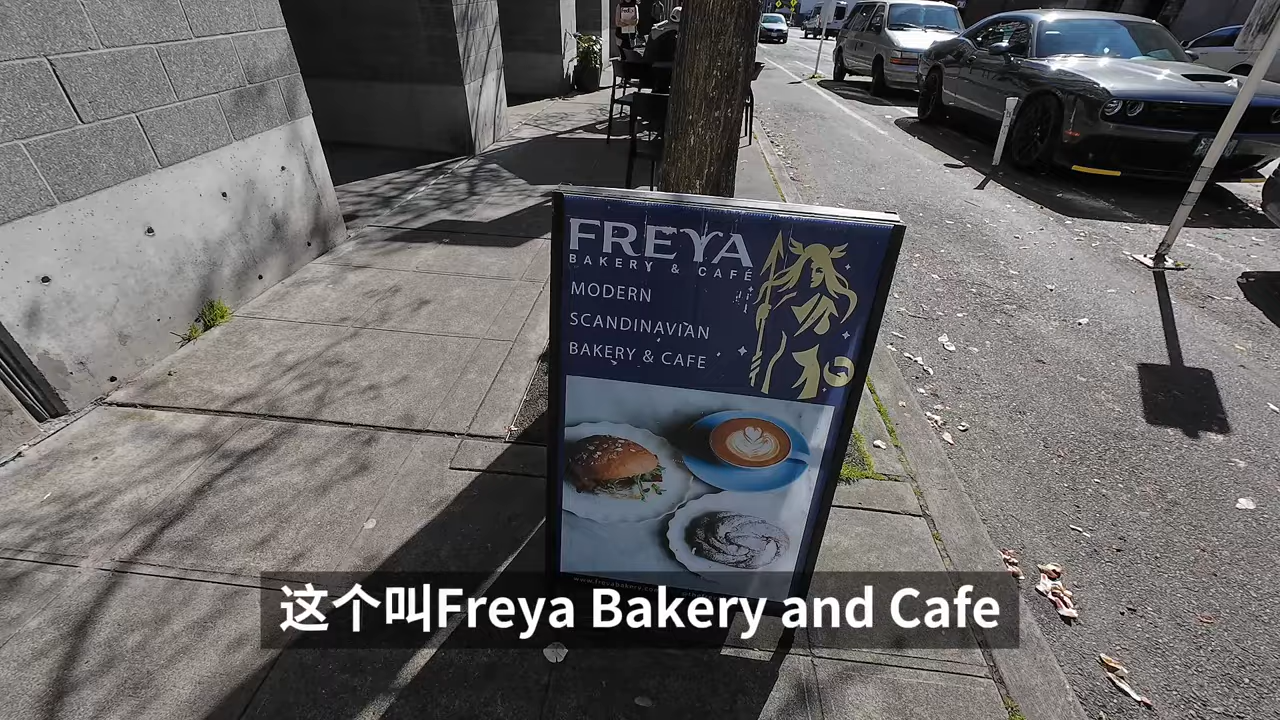 FREYA
BAKERY & CAFÉ
MODERN
SCANDINAVIAN
BAKERY & CAFE
这个叫Freya Bakery and Cafe